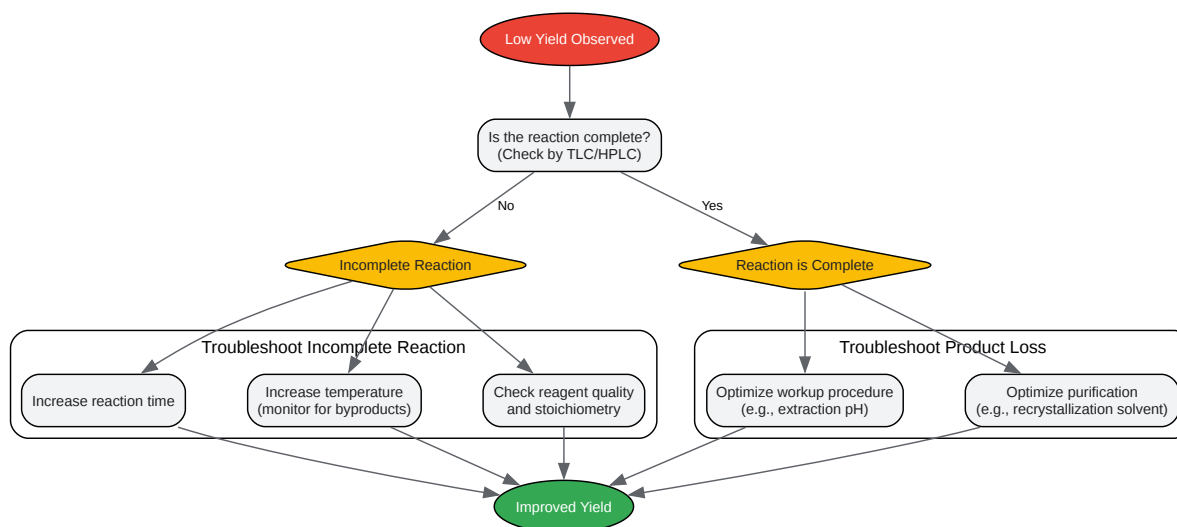 Low Yield Observed
Is the reaction complete?
(Check by TLC/HPLC)
No
Yes
Incomplete Reaction
Reaction is Complete
Troubleshoot Incomplete Reaction
Troubleshoot Product Loss
Increase reaction time
Increase temperature
(monitor for byproducts)
Check reagent quality
and stoichiometry
Optimize workup procedure
(e.g., extraction pH)
Optimize purification
(e.g., recrystallization solvent)
Improved Yield